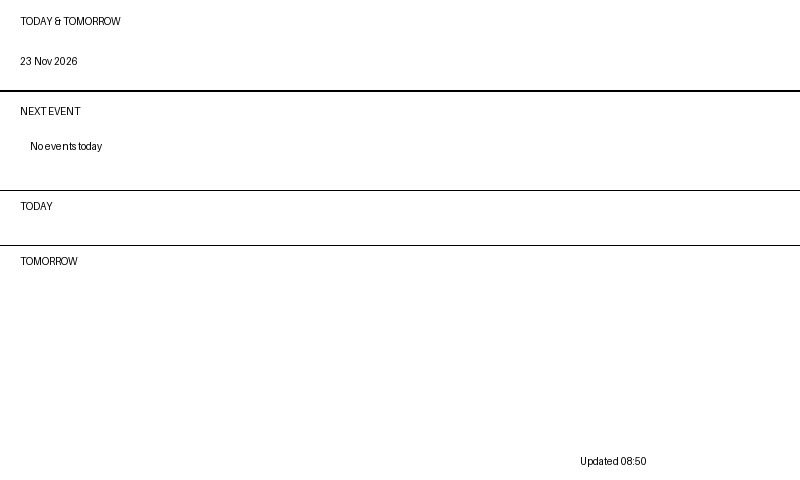 TODAY & TOMORROW
23 Nov 2026
NEXT EVENT
No events today
TODAY
TOMORROW
Updated 08:50